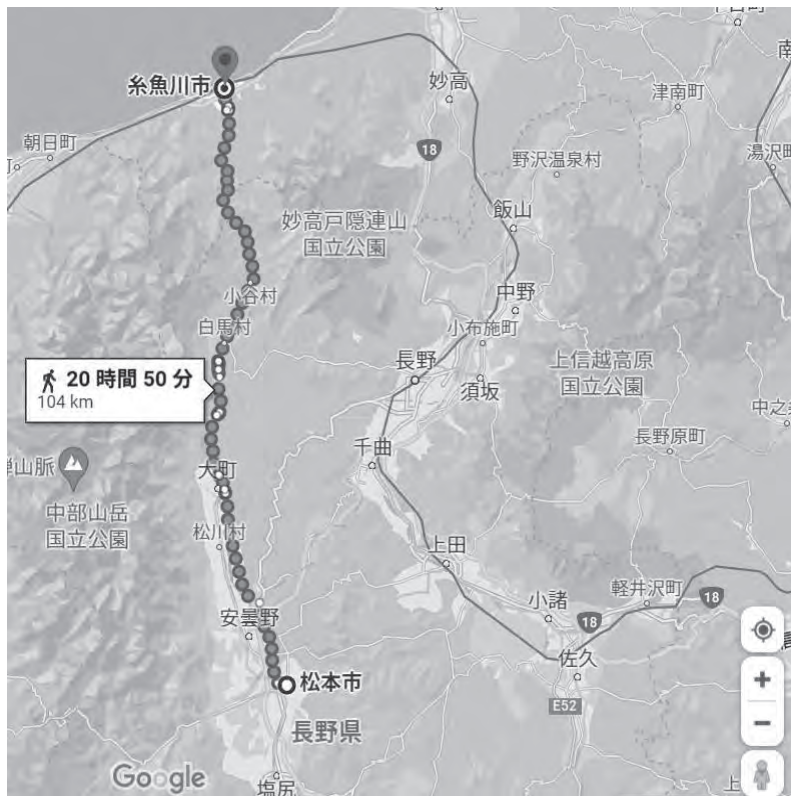 糸魚川市
妙高
津南町
朝日町
18
野沢温泉村
湯沢町
飯山
妙高戸隠連山
国立公園
小谷村
中野
白馬村
小布施町
長野
上信越高原
国立公園
20 時間 50 分
104 km
須坂
千曲
長野原町
大町
中部山岳
国立公園
松川村
上田
小諸
軽井沢町
18
18
安曇野
佐久
松本市
E52
長野県
Google
塩尻